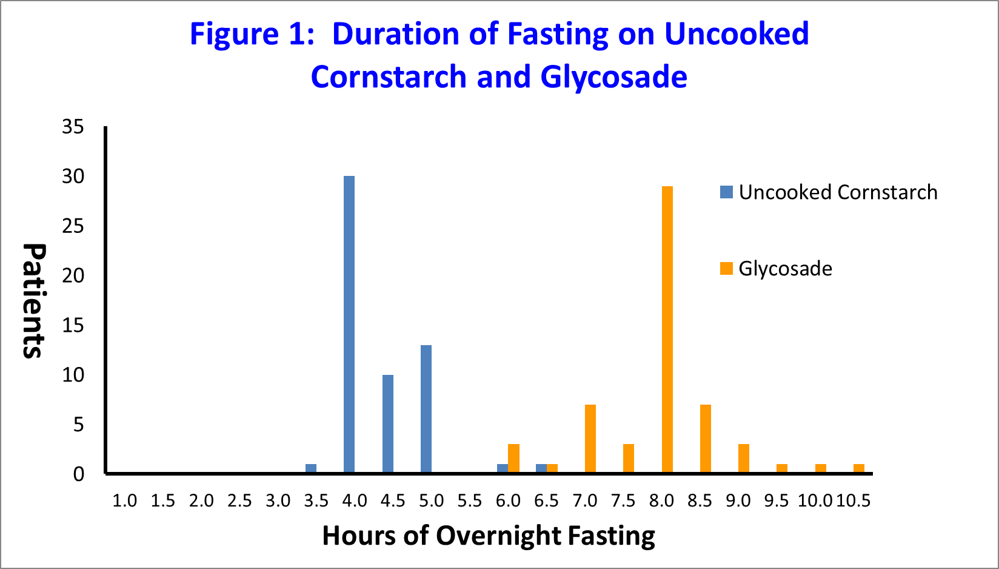 Figure 1:  Duration of Fasting on Uncooked
Cornstarch and Glycosade
35
30
25
20
15
10
5
0
Patients
Uncooked Cornstarch
Glycosade
1.0 1.5 2.0 2.5 3.0 3.5 4.0 4.5 5.0 5.5 6.0 6.5 7.0 7.5 8.0 8.5 9.0 9.5 10.0 10.5
Hours of Overnight Fasting